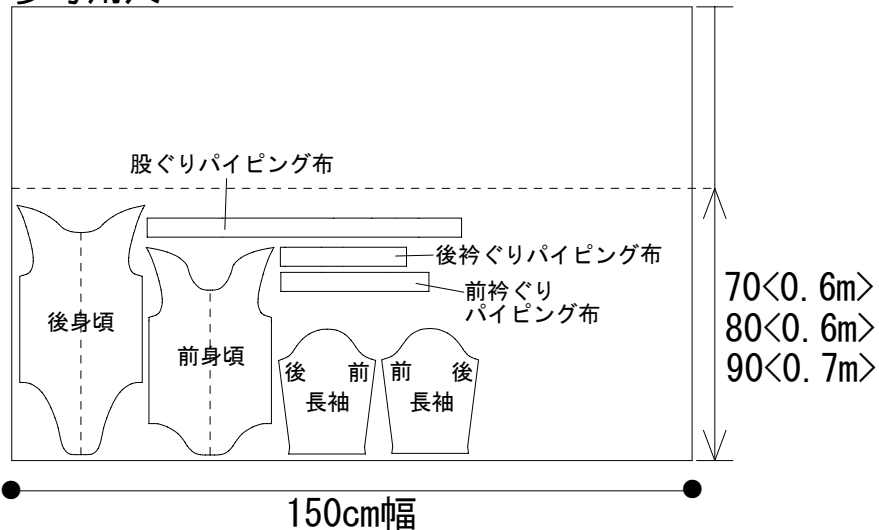 股ぐりパイピング布
後衿ぐりパイピング布
前衿ぐり
パイピング布
後身頃
前身頃
後 前
長袖
前 後
長袖
70<0.6m>
80<0.6m>
90<0.7m>
150cm幅